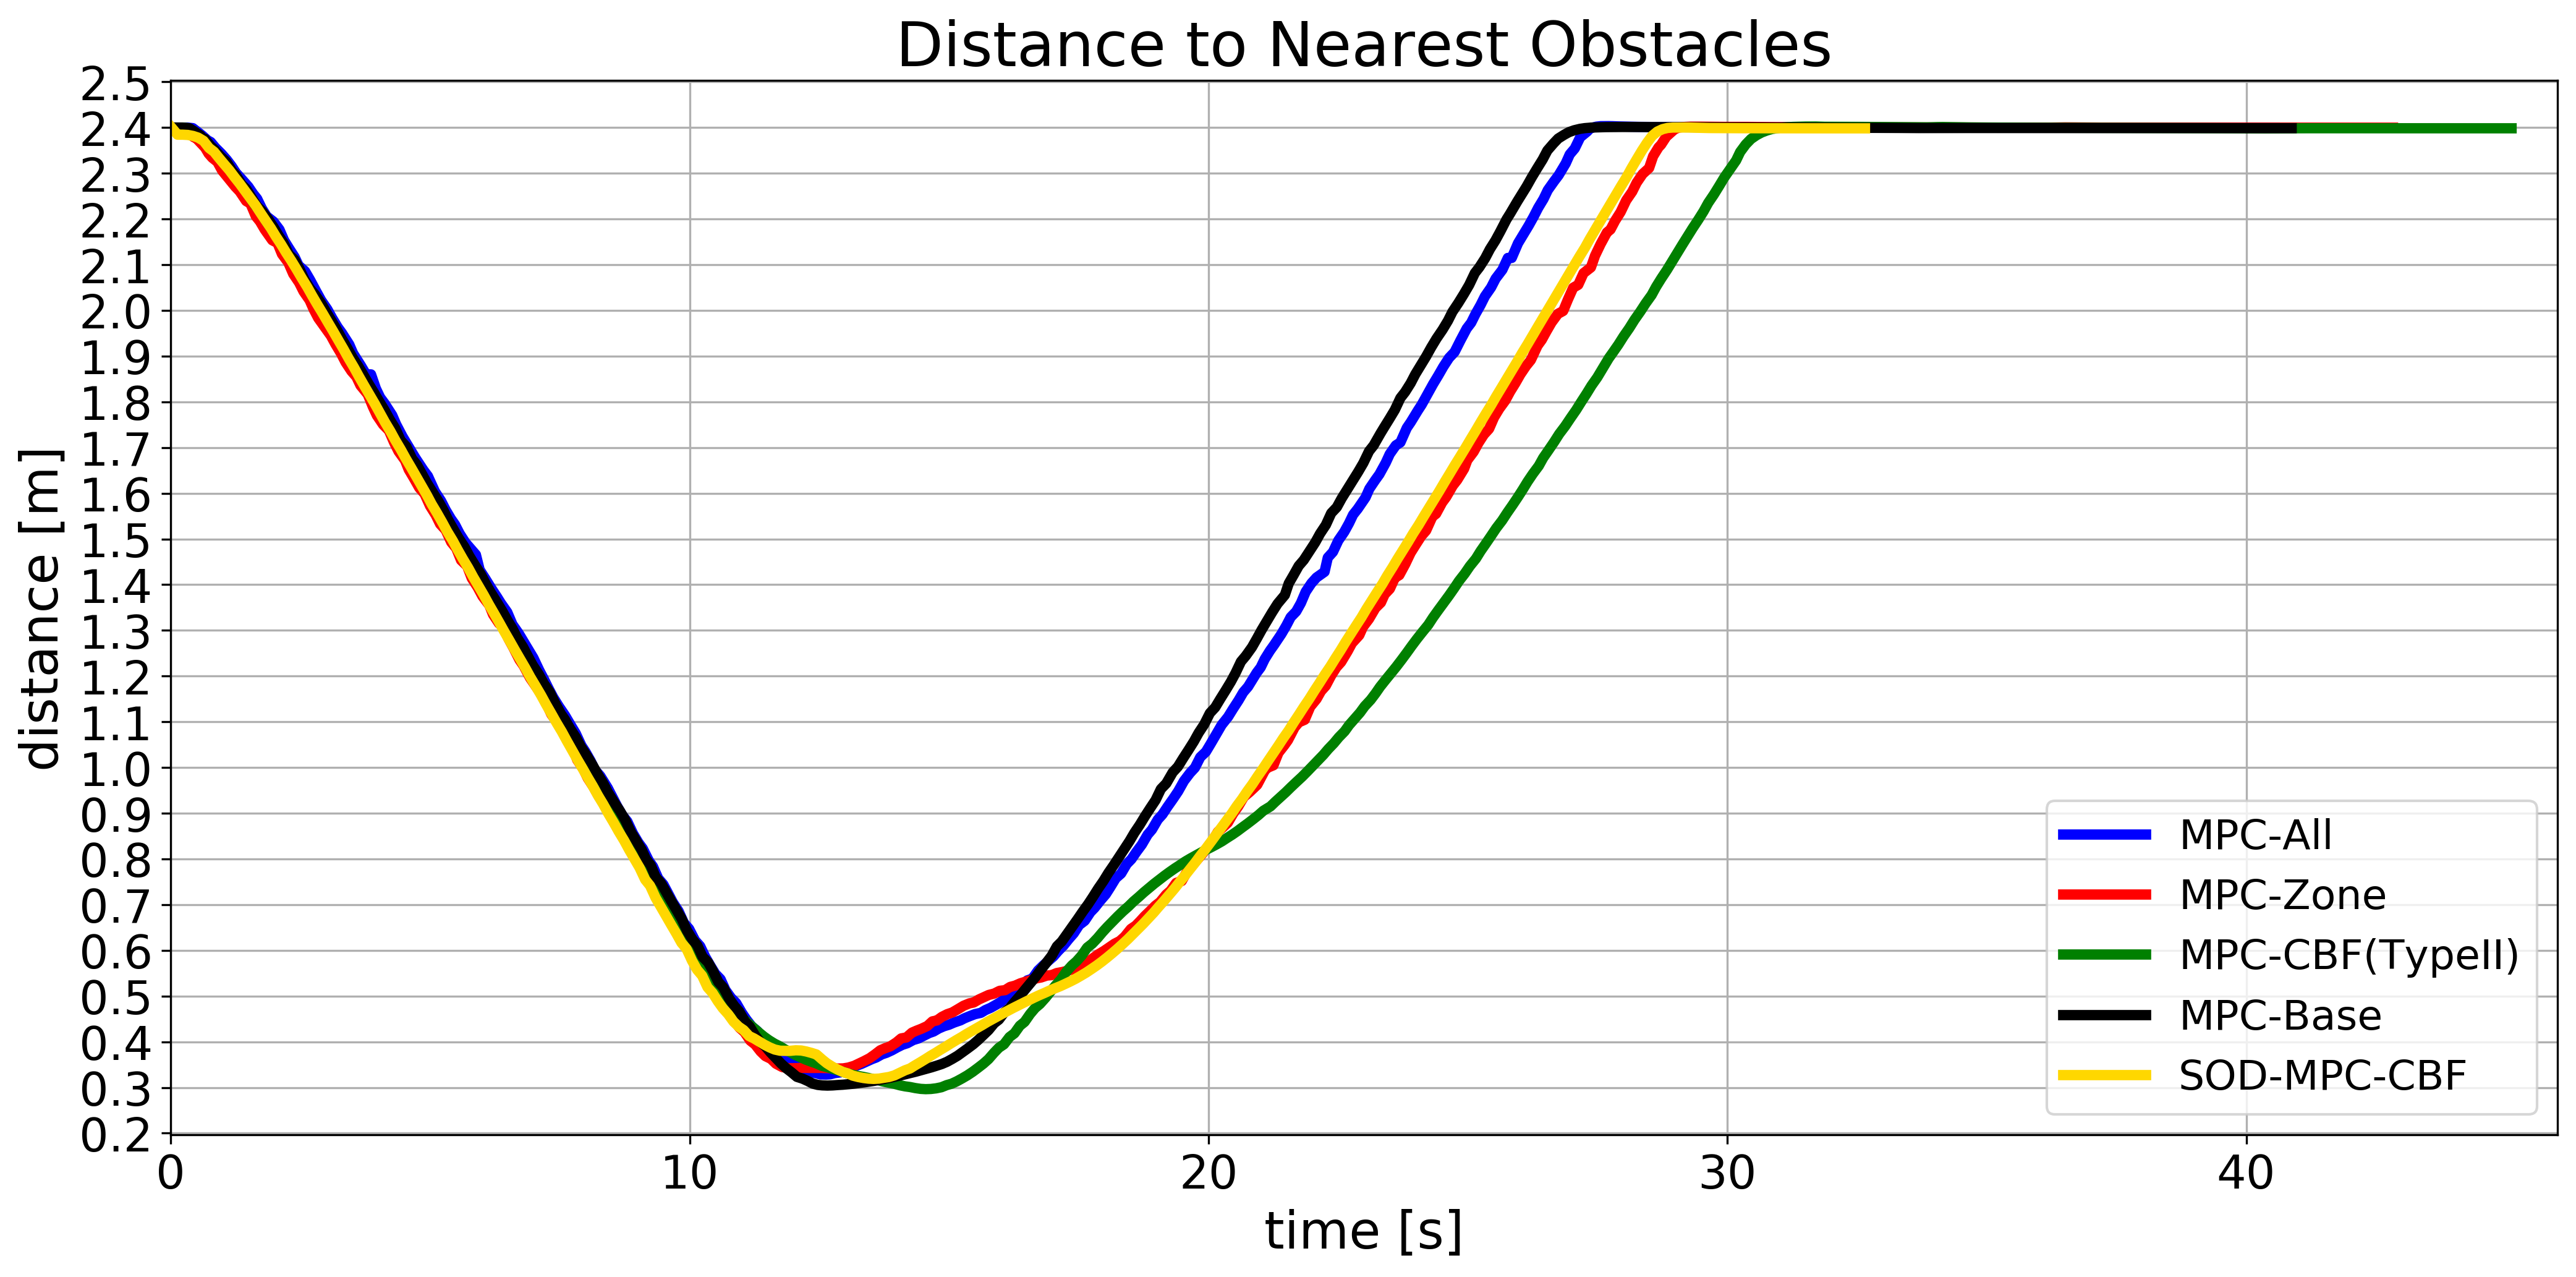 Distance to Nearest Obstacles
distance [m]
2.5
2.4
2.3
2.2
2.1
2.0
1.9
1.8
1.7
1.6
1.5
1.4
1.3
1.2
1.1
1.0
0.9
0.8
0.7
0.6
0.5
0.4
0.3
0.2
MPC-All
MPC-Zone
MPC-CBF(TypeII)
MPC-Base
SOD-MPC-CBF
0 10 20 30 40
time [s]